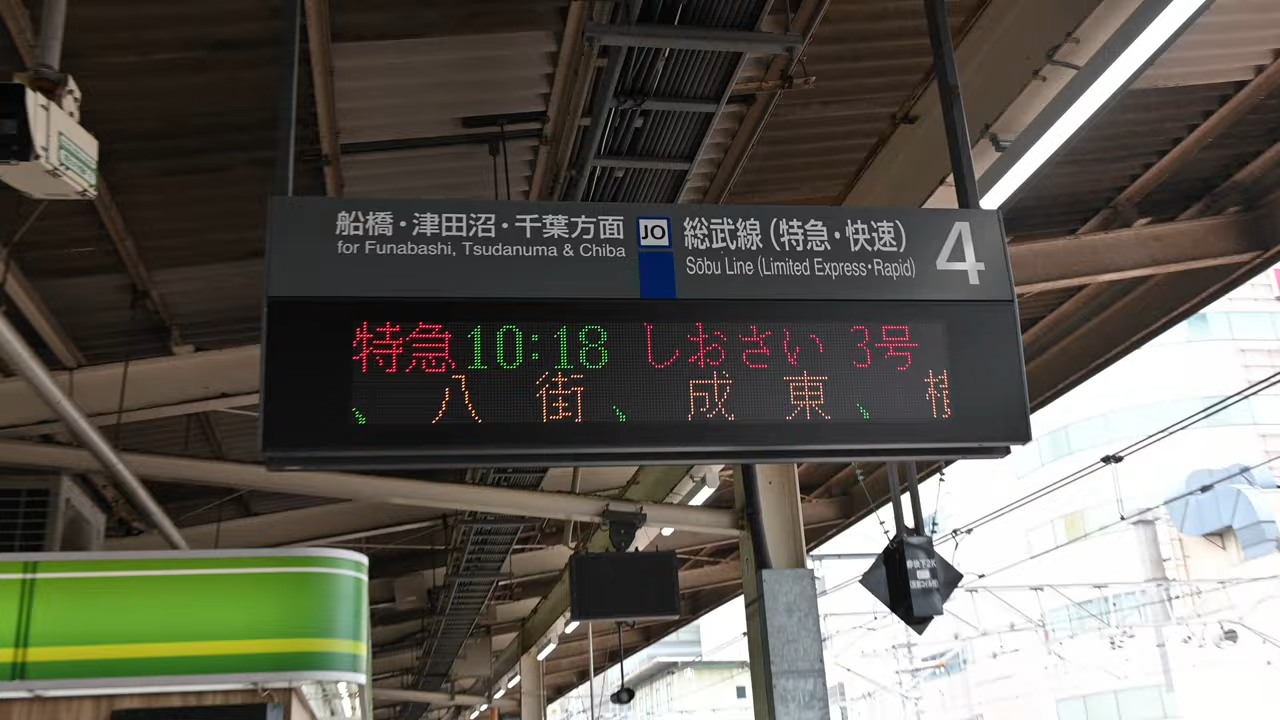 船橋・津田沼・千葉方面
for Funabashi, Tsudanuma & Chiba
JO
総武線（特急・快速）
Sōbu Line (Limited Express・Rapid)
4
特急 10:18 しおさい 3号
、 八街、 成東、